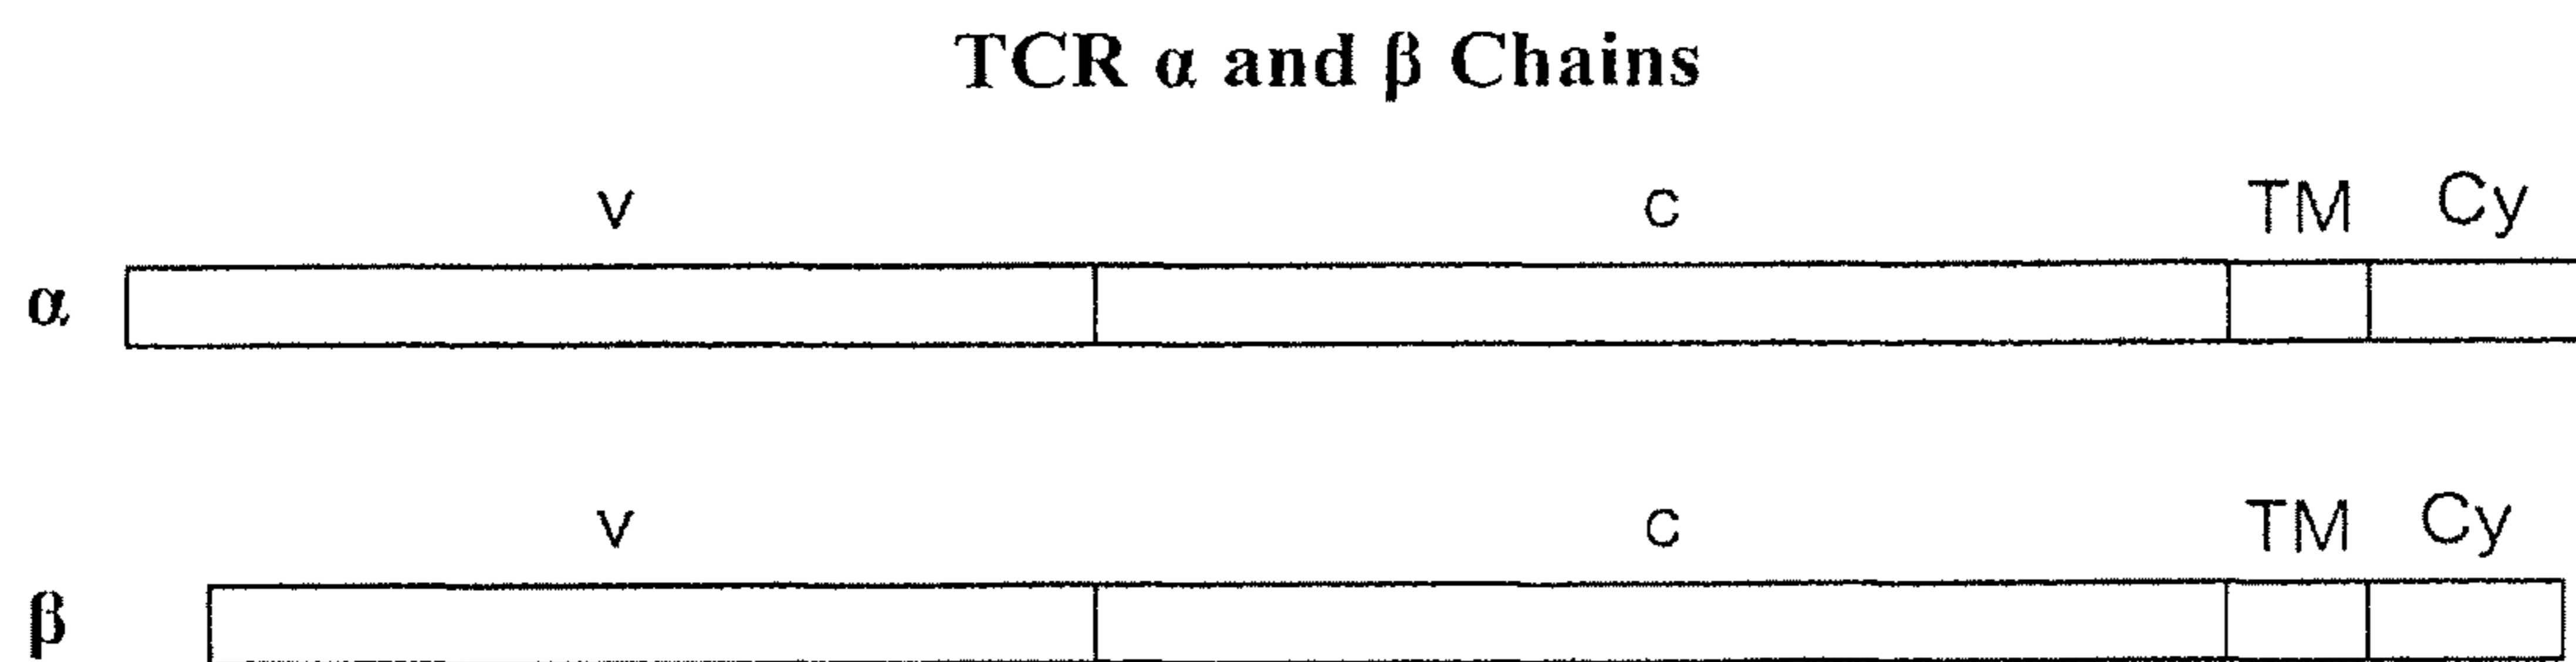 TCR α and β Chains
v c TM Cy
α
v c TM Cy
β